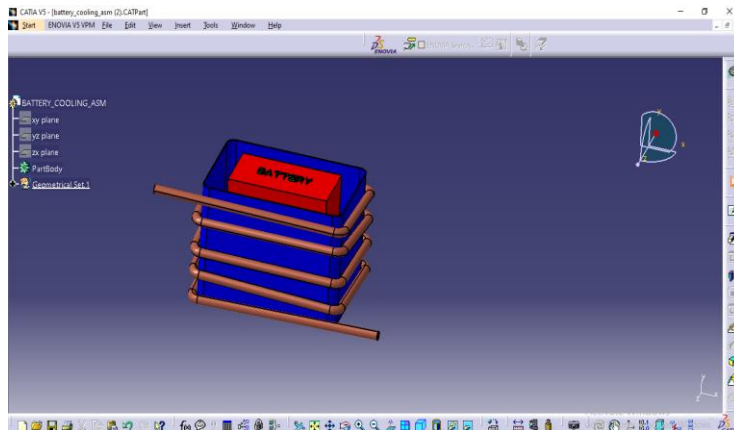 CATIA V5 - [battery_cooling_asm (2).CATPart]
Start ENOVIA V5 VPM File Edit View Insert Tools Window Help
ENOVIA
BATTERY_COOLING_ASM
xy plane
yz plane
zx plane
PartBody
Geometrical Set.1
BATTERY